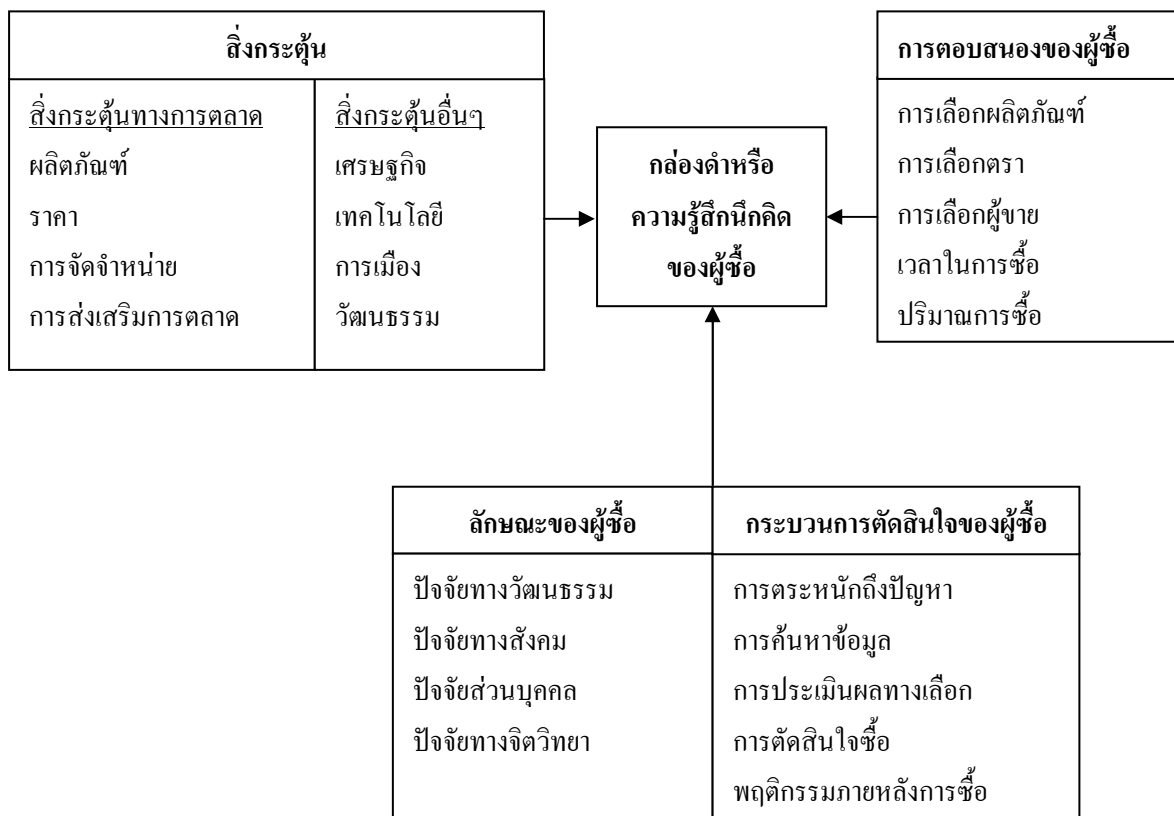 สิ่งกระตุ้น
สิ่งกระตุ้นทางการตลาด
ผลิตภัณฑ์
ราคา
การจัดจำหน่าย
การส่งเสริมการตลาด
สิ่งกระตุ้นอื่นๆ
เศรษฐกิจ
เทคโนโลยี
การเมือง
วัฒนธรรม
กล่องดำหรือ
ความรู้สึกนึกคิด
ของผู้ซื้อ
การตอบสนองของผู้ซื้อ
การเลือกผลิตภัณฑ์
การเลือกตรา
การเลือกผู้ขาย
เวลาในการซื้อ
ปริมาณการซื้อ
ลักษณะของผู้ซื้อ
ปัจจัยทางวัฒนธรรม
ปัจจัยทางสังคม
ปัจจัยส่วนบุคคล
ปัจจัยทางจิตวิทยา
กระบวนการตัดสินใจของผู้ซื้อ
การตระหนักถึงปัญหา
การค้นหาข้อมูล
การประเมินผลทางเลือก
การตัดสินใจซื้อ
พฤติกรรมภายหลังการซื้อ